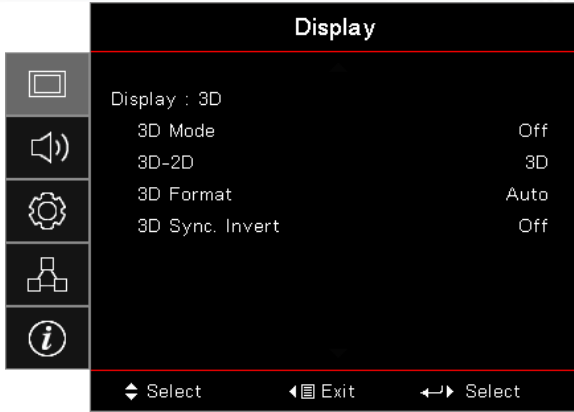 Display
Display : 3D
3D Mode Off
3D-2D 3D
3D Format Auto
3D Sync. Invert Off
Select Exit Select